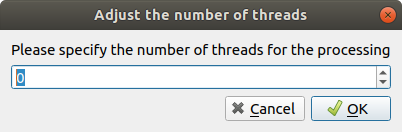 Adjust the number of threads
Please specify the number of threads for the processing
0
Cancel
OK